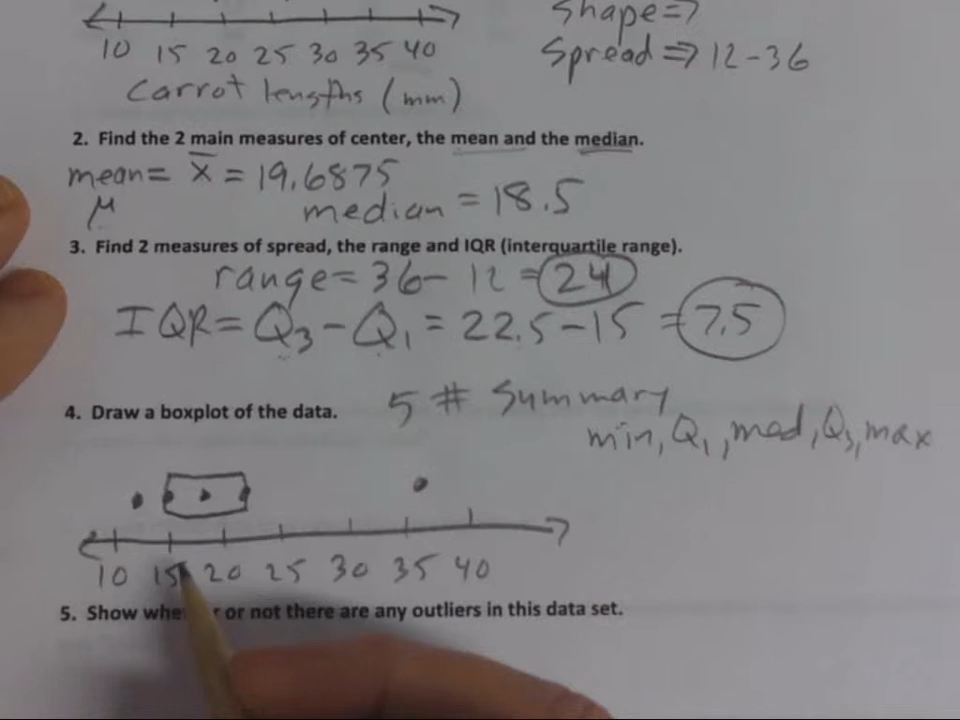 Shape=>
10 15 20 25 30 35 40
Spread => 12-36
Carrot lengths (mm)
2. Find the 2 main measures of center, the mean and the median.
mean = x̄ = 19.6875
μ median = 18.5
3. Find 2 measures of spread, the range and IQR (interquartile range).
range = 36 - 12 = 24
IQR = Q₃ - Q₁ = 22.5 - 15 = 7.5
4. Draw a boxplot of the data. 5 # Summary
min, Q₁, med, Q₃, max
10 15 20 25 30 35 40
5. Show or not there are any outliers in this data set.